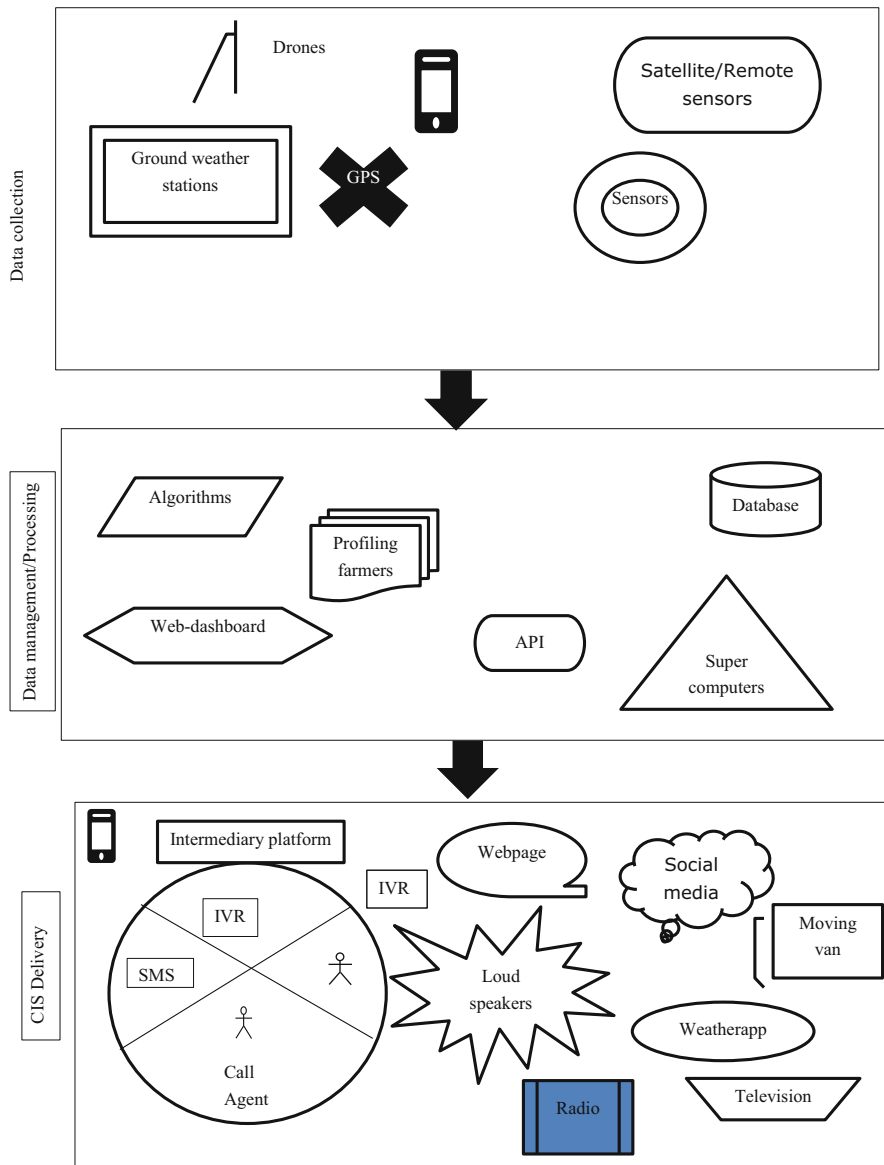 Data collection
Drones
Satellite/Remote
sensors
Ground weather
stations
GPS
Sensors
Data management/Processing
Algorithms
Profiling
farmers
Database
Web-dashboard
API
Super
computers
CIS Delivery
Intermediary platform
IVR
SMS
Call
Agent
IVR
Webpage
Social
media
Moving
van
Loud
speakers
Weatherapp
Radio
Television